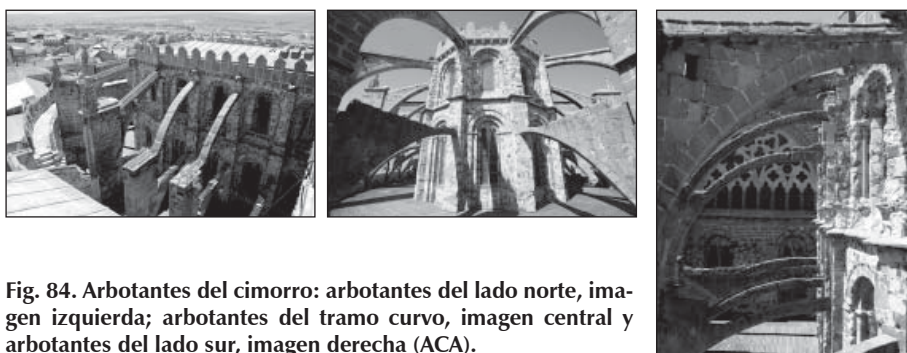 Fig. 84. Arbotantes del cimorro: arbotantes del lado norte, ima-
gen izquierda; arbotantes del tramo curvo, imagen central y
arbotantes del lado sur, imagen derecha (ACA).